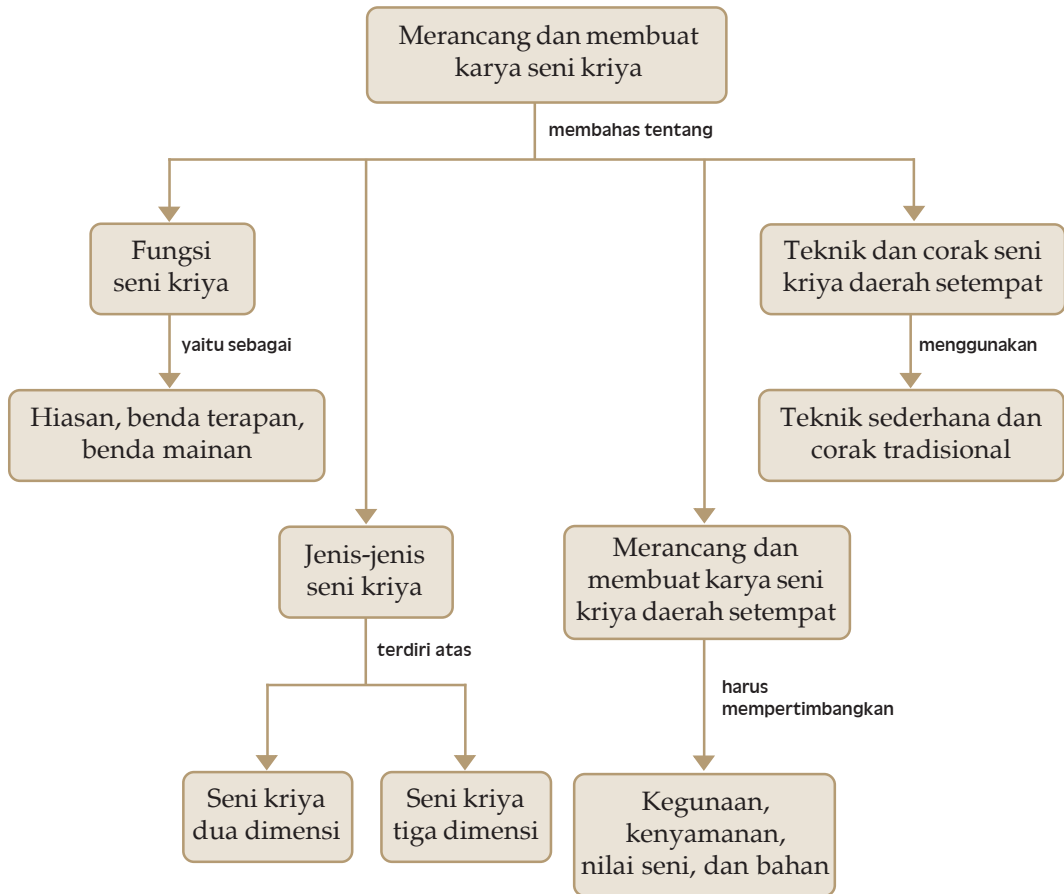 Merancang dan membuat
karya seni kriya
membahas tentang
Fungsi
seni kriya
Teknik dan corak seni
kriya daerah setempat
yaitu sebagai
menggunakan
Hiasan, benda terapan,
benda mainan
Teknik sederhana dan
corak tradisional
Jenis-jenis
seni kriya
Merancang dan
membuat karya seni
kriya daerah setempat
terdiri atas
harus
mempertimbangkan
Seni kriya
dua dimensi
Seni kriya
tiga dimensi
Kegunaan,
kenyamanan,
nilai seni, dan bahan